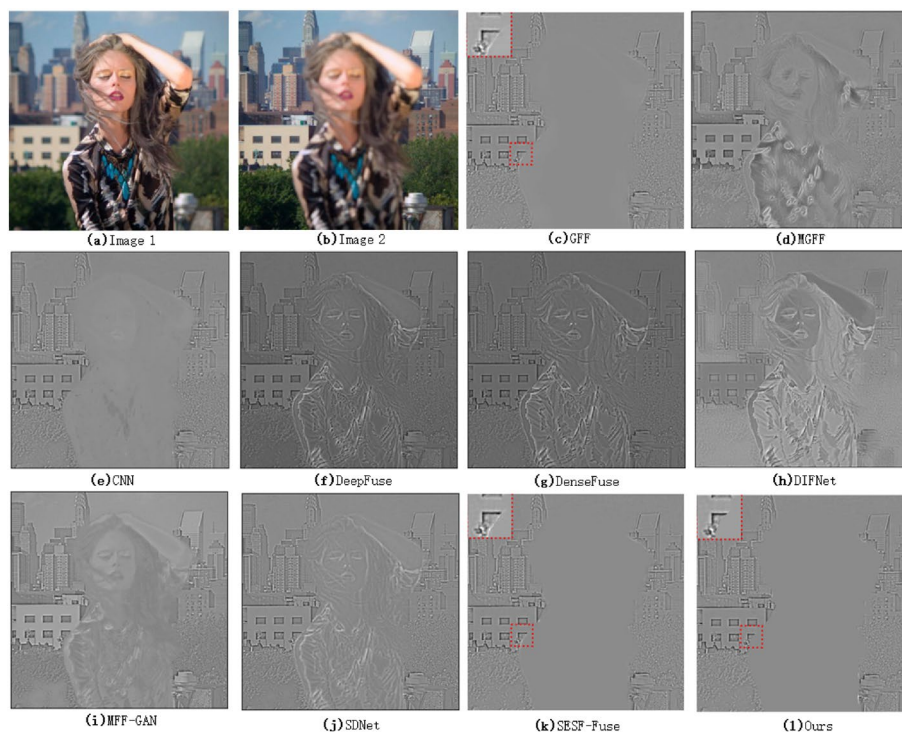 (a)Image 1
(b)Image 2
(c)GFF
(d)MGFF
(e)CNN
(f)DeepFuse
(g)DenseFuse
(h)DIFNet
(i)MFF-GAN
(j)SDNet
(k)SESF-Fuse
(l)Ours